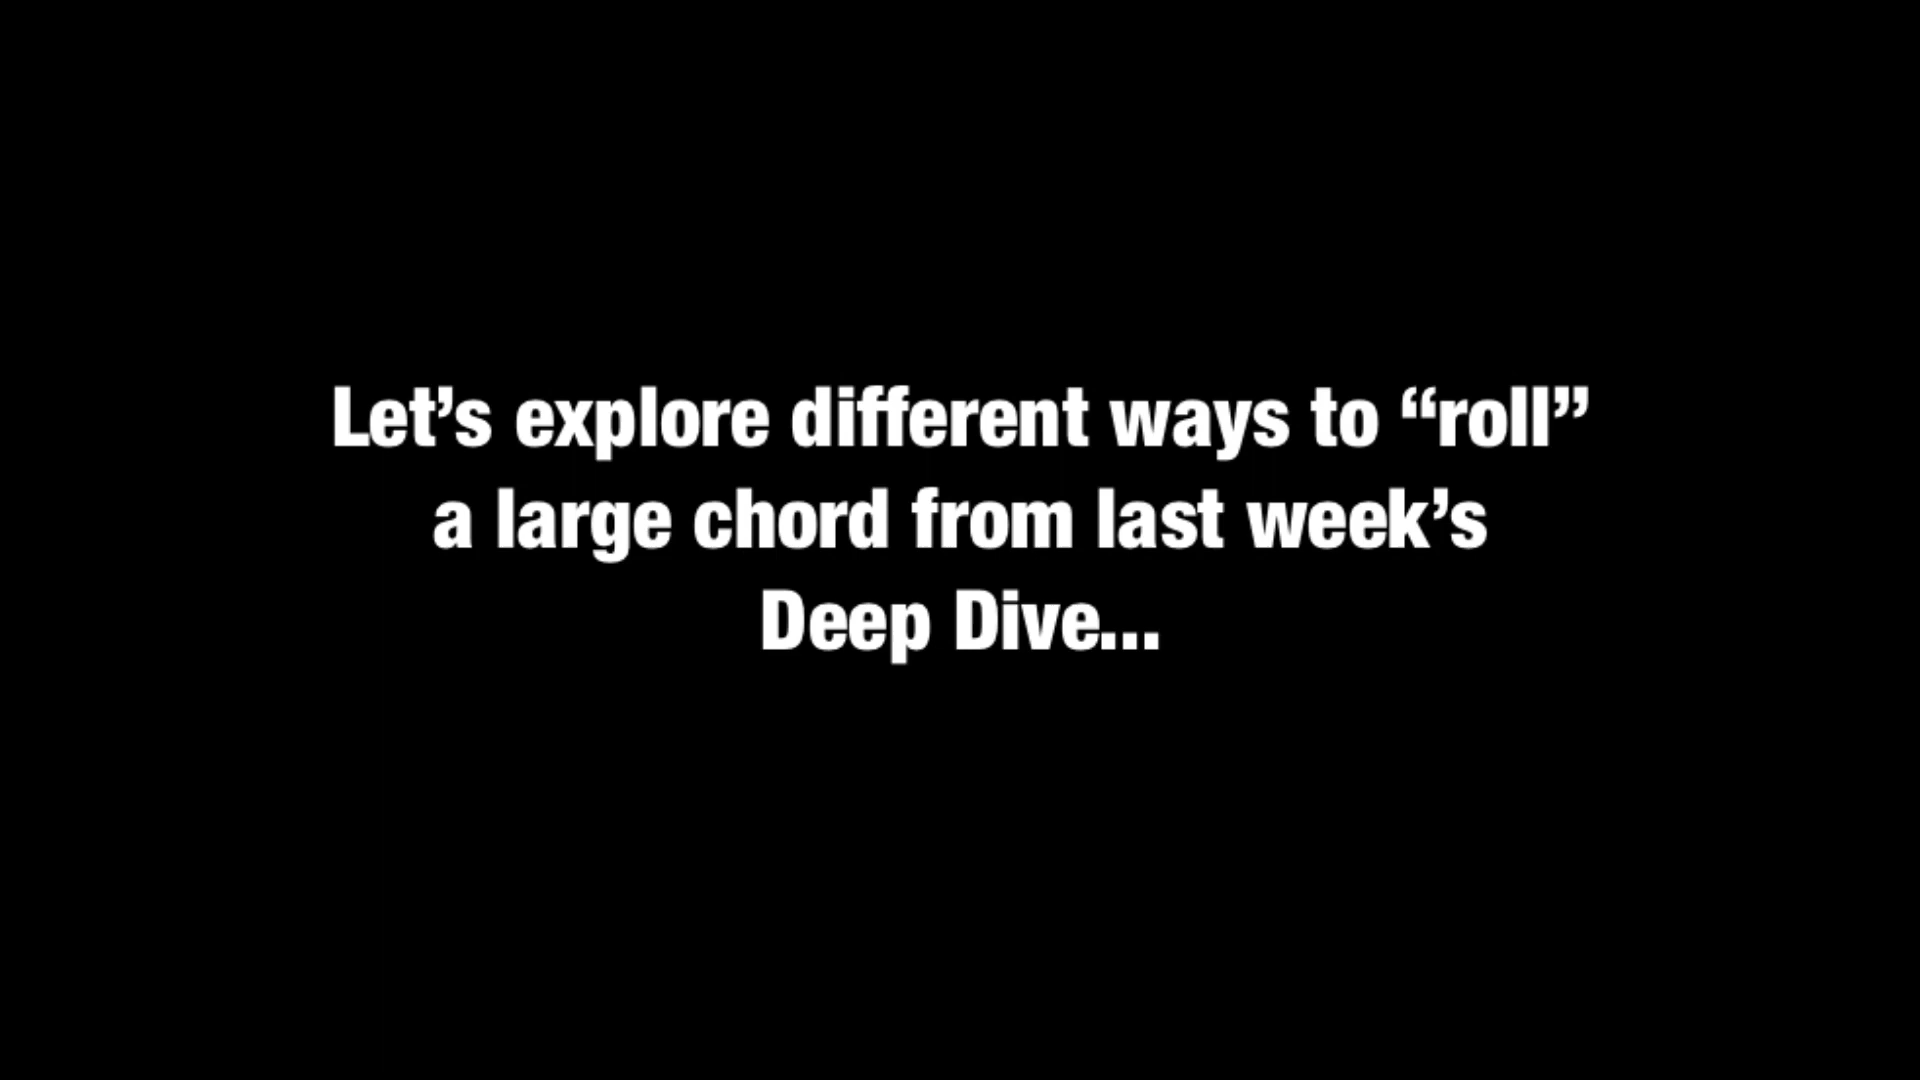 Let’s explore different ways to “roll”
a large chord from last week’s
Deep Dive...